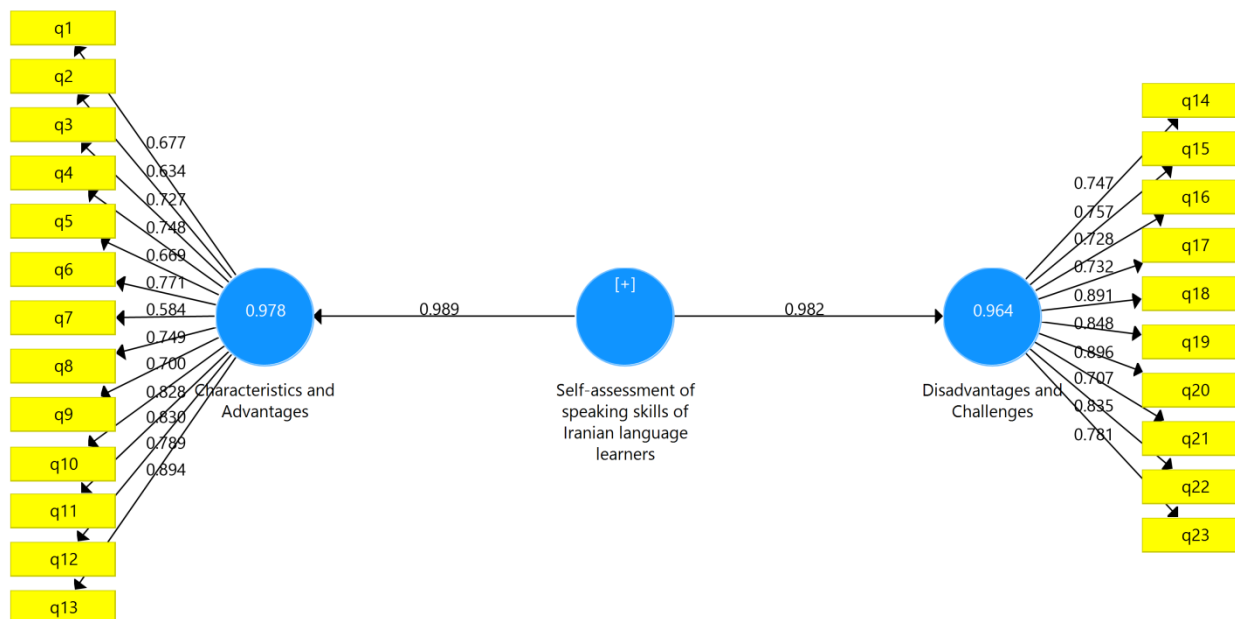 q1
q2
q3
q4
q5
q6
q7
q8
q9
q10
q11
q12
q13
0.677
0.634
0.727
0.748
0.669
0.771
0.584
0.749
0.700
0.828
0.830
0.789
0.894
0.978
Characteristics and
Advantages
0.989
[+]
Self-assessment of
speaking skills of
Iranian language
learners
0.982
0.964
Disadvantages and
Challenges
0.747
0.757
0.728
0.732
0.891
0.848
0.896
0.707
0.835
0.781
q14
q15
q16
q17
q18
q19
q20
q21
q22
q23